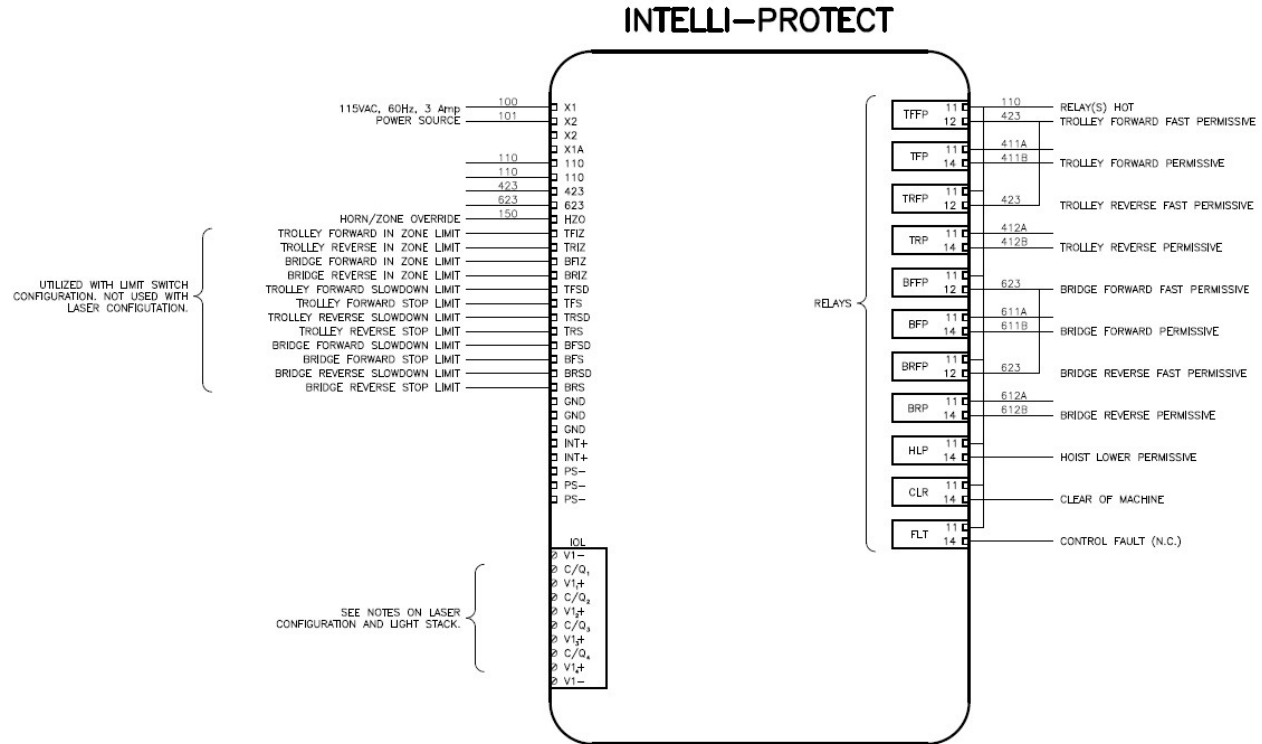 INTELLI-PROTECT
115VAC, 60Hz, 3 Amp 100 X1
POWER SOURCE 101 X2
X2
X1A
110 110
110 110
423 423
623 623
HORN/ZONE OVERRIDE 150 HZO
TROLLEY FORWARD IN ZONE LIMIT TFIZ
TROLLEY REVERSE IN ZONE LIMIT TRIZ
BRIDGE FORWARD IN ZONE LIMIT BFIZ
BRIDGE REVERSE IN ZONE LIMIT BRIZ
TROLLEY FORWARD SLOWDOWN LIMIT TFSD
TROLLEY FORWARD STOP LIMIT TFS
TROLLEY REVERSE SLOWDOWN LIMIT TRSD
TROLLEY REVERSE STOP LIMIT TRS
BRIDGE FORWARD SLOWDOWN LIMIT BFSD
BRIDGE FORWARD STOP LIMIT BFS
BRIDGE REVERSE SLOWDOWN LIMIT BRSD
BRIDGE REVERSE STOP LIMIT BRS
GND
GND
GND
INT+
INT+
PS-
PS-
PS-
UTILIZED WITH LIMIT SWITCH
CONFIGURATION. NOT USED WITH
LASER CONFIGUTATION.
IOL
V1-
C/Q₁
V1₁+
C/Q₂
V1₂+
C/Q₃
V1₃+
C/Q₄
V1₄+
V1-
SEE NOTES ON LASER
CONFIGURATION AND LIGHT STACK.
RELAYS
TFFP 11 110 RELAY(S) HOT
12 423 TROLLEY FORWARD FAST PERMISSIVE
TFP 11 411A
14 411B TROLLEY FORWARD PERMISSIVE
TRFP 11
12 423 TROLLEY REVERSE FAST PERMISSIVE
TRP 11 412A
14 412B TROLLEY REVERSE PERMISSIVE
BFFP 11
12 623 BRIDGE FORWARD FAST PERMISSIVE
BFP 11 611A
14 611B BRIDGE FORWARD PERMISSIVE
BRFP 11
12 623 BRIDGE REVERSE FAST PERMISSIVE
BRP 11 612A
14 612B BRIDGE REVERSE PERMISSIVE
HLP 11
14 HOIST LOWER PERMISSIVE
CLR 11
14 CLEAR OF MACHINE
FLT 11
14 CONTROL FAULT (N.C.)